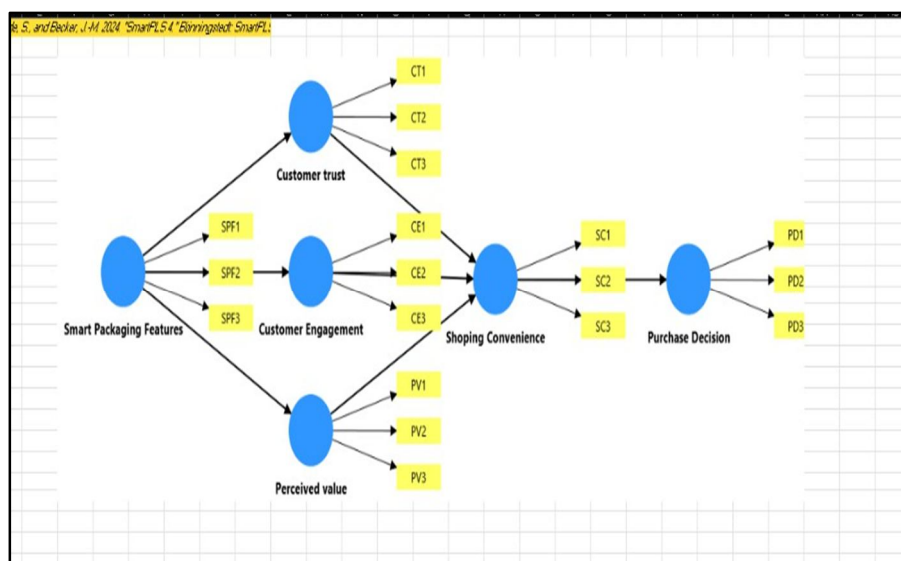 le, S., and Becker, J.-M. 2024. "SmartPLS 4." Bönningstedt: SmartPLS
CT1
CT2
CT3
Customer trust
SPF1
SPF2
SPF3
Smart Packaging Features
CE1
CE2
CE3
Customer Engagement
SC1
SC2
SC3
Shoping Convenience
PD1
PD2
PD3
Purchase Decision
PV1
PV2
PV3
Perceived value